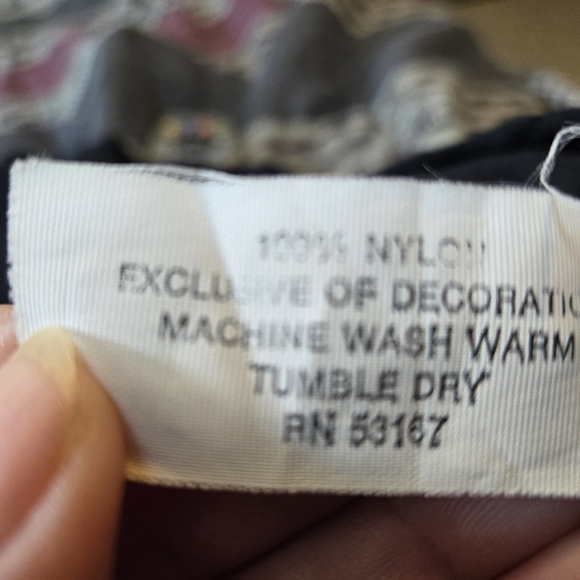 100% NYLON
EXCLUSIVE OF DECORATIO
MACHINE WASH WARM
TUMBLE DRY
RN 53167